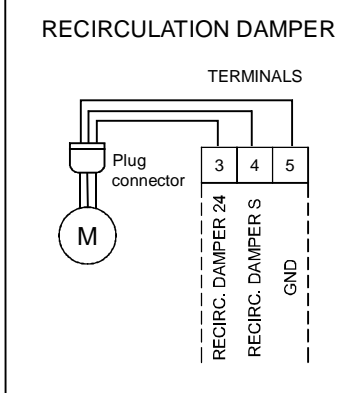 RECIRCULATION DAMPER
TERMINALS
Plug
connector
3 4 5
M
RECIRC. DAMPER 24
RECIRC. DAMPER S
GND